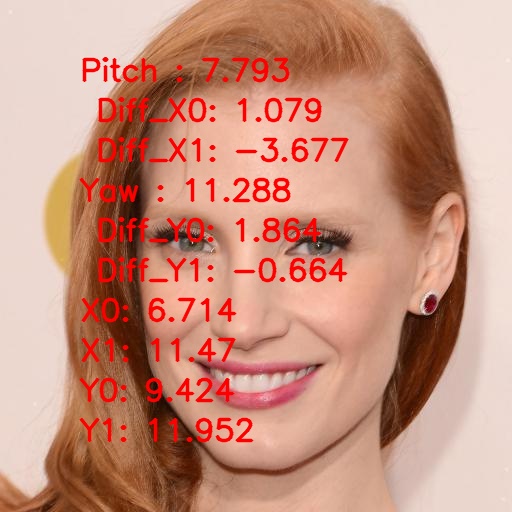 Pitch : 7.793
Diff_X0: 1.079
Diff_X1: −3.677
Yaw : 11.288
Diff_Y0: 1.864
Diff_Y1: −0.664
X0: 6.714
X1: 11.47
Y0: 9.424
Y1: 11.952